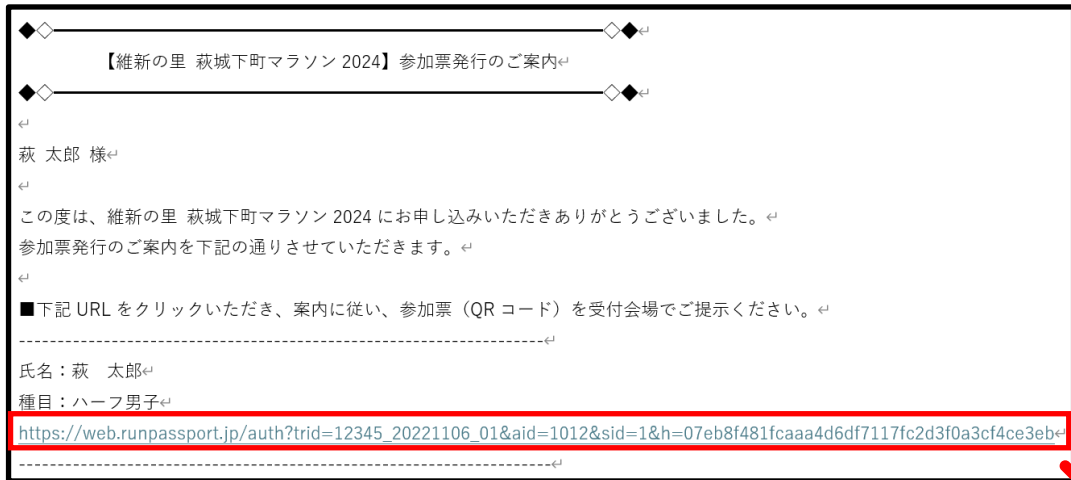 ◆◇━━━━━━━━━━━━━━━━━━━━━━━━━━━━◇◆↵
【維新の里 萩城下町マラソン 2024】参加票発行のご案内↵
◆◇━━━━━━━━━━━━━━━━━━━━━━━━━━━━◇◆↵
↵
萩 太郎 様↵
↵
この度は、維新の里 萩城下町マラソン 2024 にお申し込みいただきありがとうございました。↵
参加票発行のご案内を下記の通りさせていただきます。↵
↵
■下記 URL をクリックいただき、案内に従い、参加票（QR コード）を受付会場でご提示ください。↵
--------------------------------------------------------------------↵
氏名：萩　太郎↵
種目：ハーフ男子↵
https://web.runpassport.jp/auth?trid=12345_20221106_01&aid=1012&sid=1&h=07eb8f481fcaaa4d6df7117fc2d3f0a3cf4ce3eb↵
---------------------------------------------------------------------↵